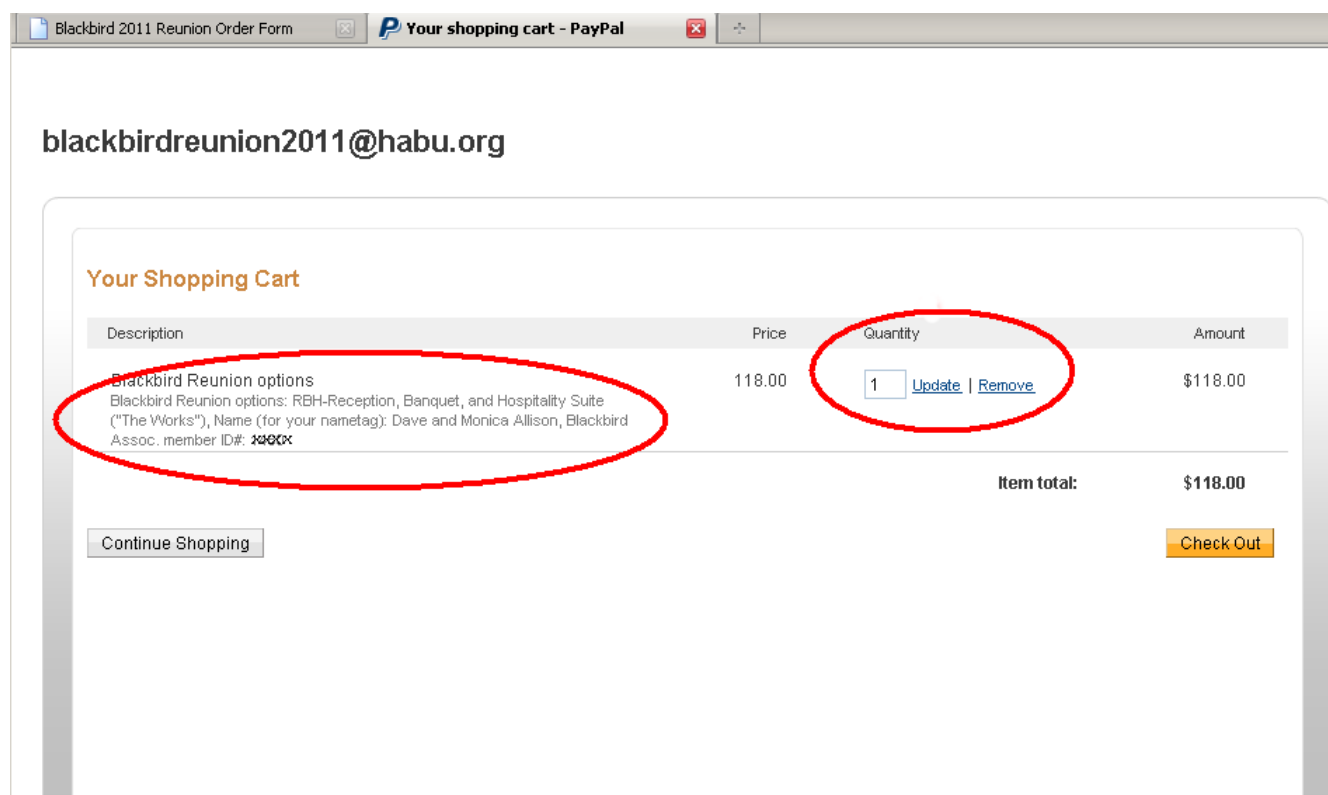 Blackbird 2011 Reunion Order Form
Your shopping cart - PayPal
blackbirdreunion2011@habu.org
Your Shopping Cart
Description Price Quantity Amount
Blackbird Reunion options 118.00 1 Update | Remove $118.00
Blackbird Reunion options: RBH-Reception, Banquet, and Hospitality Suite
("The Works"), Name (for your nametag): Dave and Monica Allison, Blackbird
Assoc. member ID#: XXXXX
Item total: $118.00
Continue Shopping Check Out